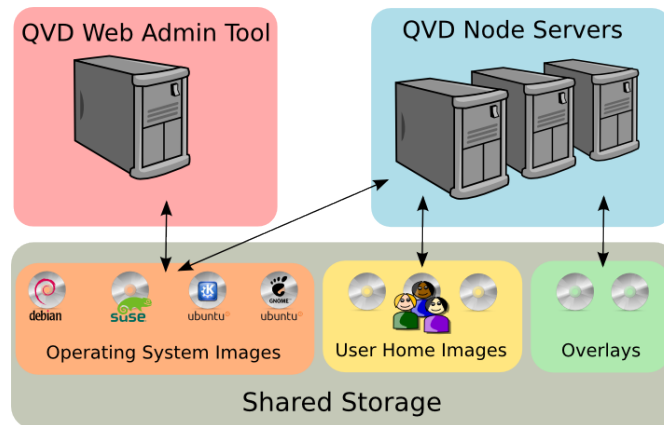 QVD Web Admin Tool
QVD Node Servers
debian
suse
K
ubuntu
GNOME
ubuntu
Operating System Images
User Home Images
Overlays
Shared Storage